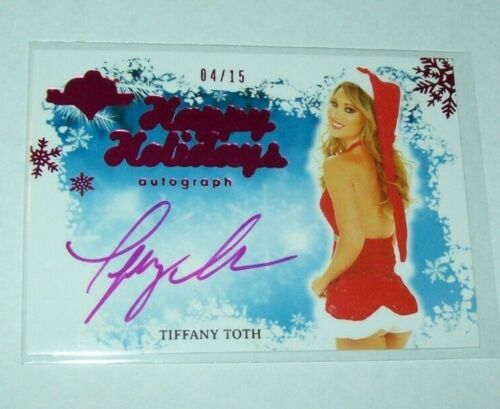 04/15
Happy
Holidays
autograph
TIFFANY TOTH